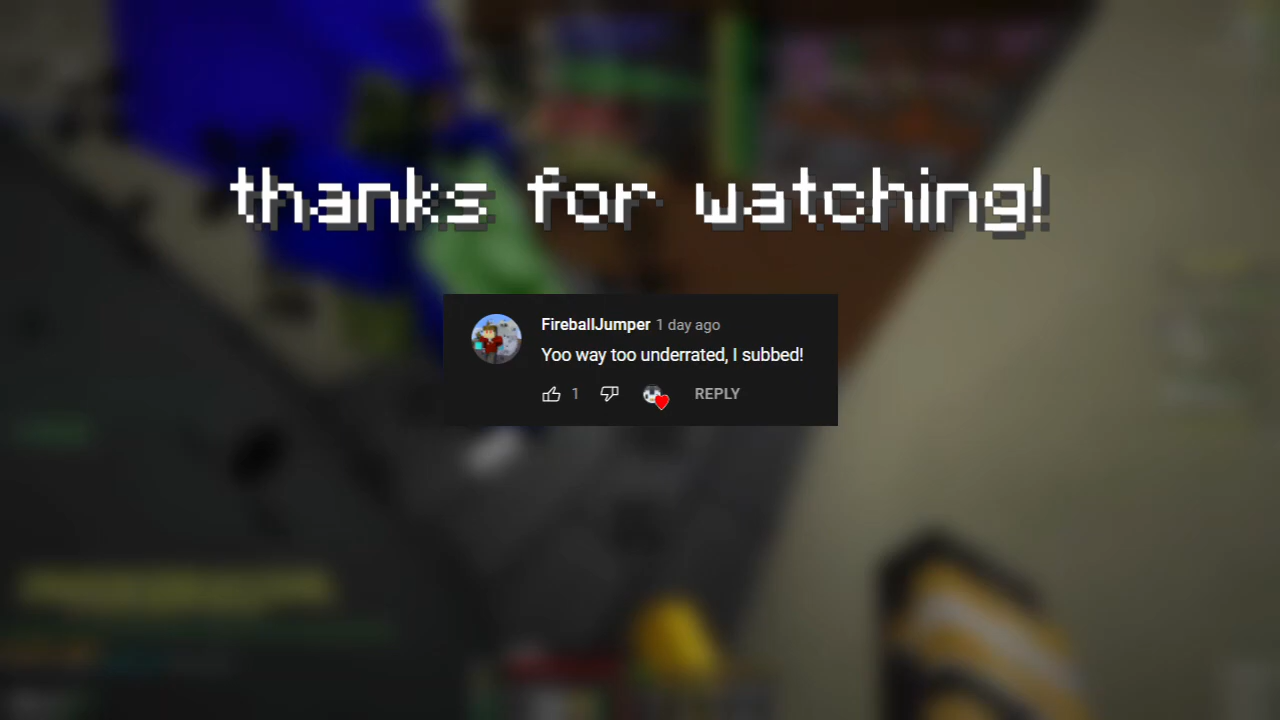 thanks for watching!
FireballJumper 1 day ago
Yoo way too underrated, I subbed!
1 REPLY